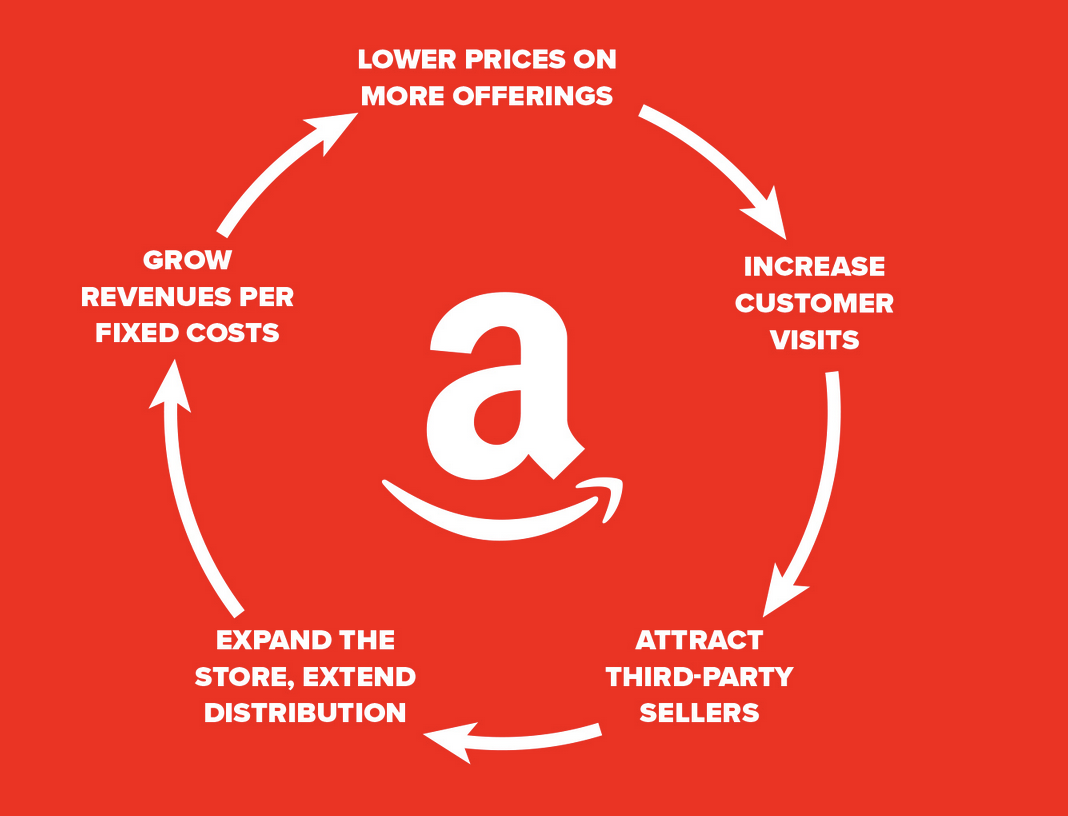 LOWER PRICES ON
MORE OFFERINGS
INCREASE
CUSTOMER
VISITS
ATTRACT
THIRD-PARTY
SELLERS
EXPAND THE
STORE, EXTEND
DISTRIBUTION
GROW
REVENUES PER
FIXED COSTS
a